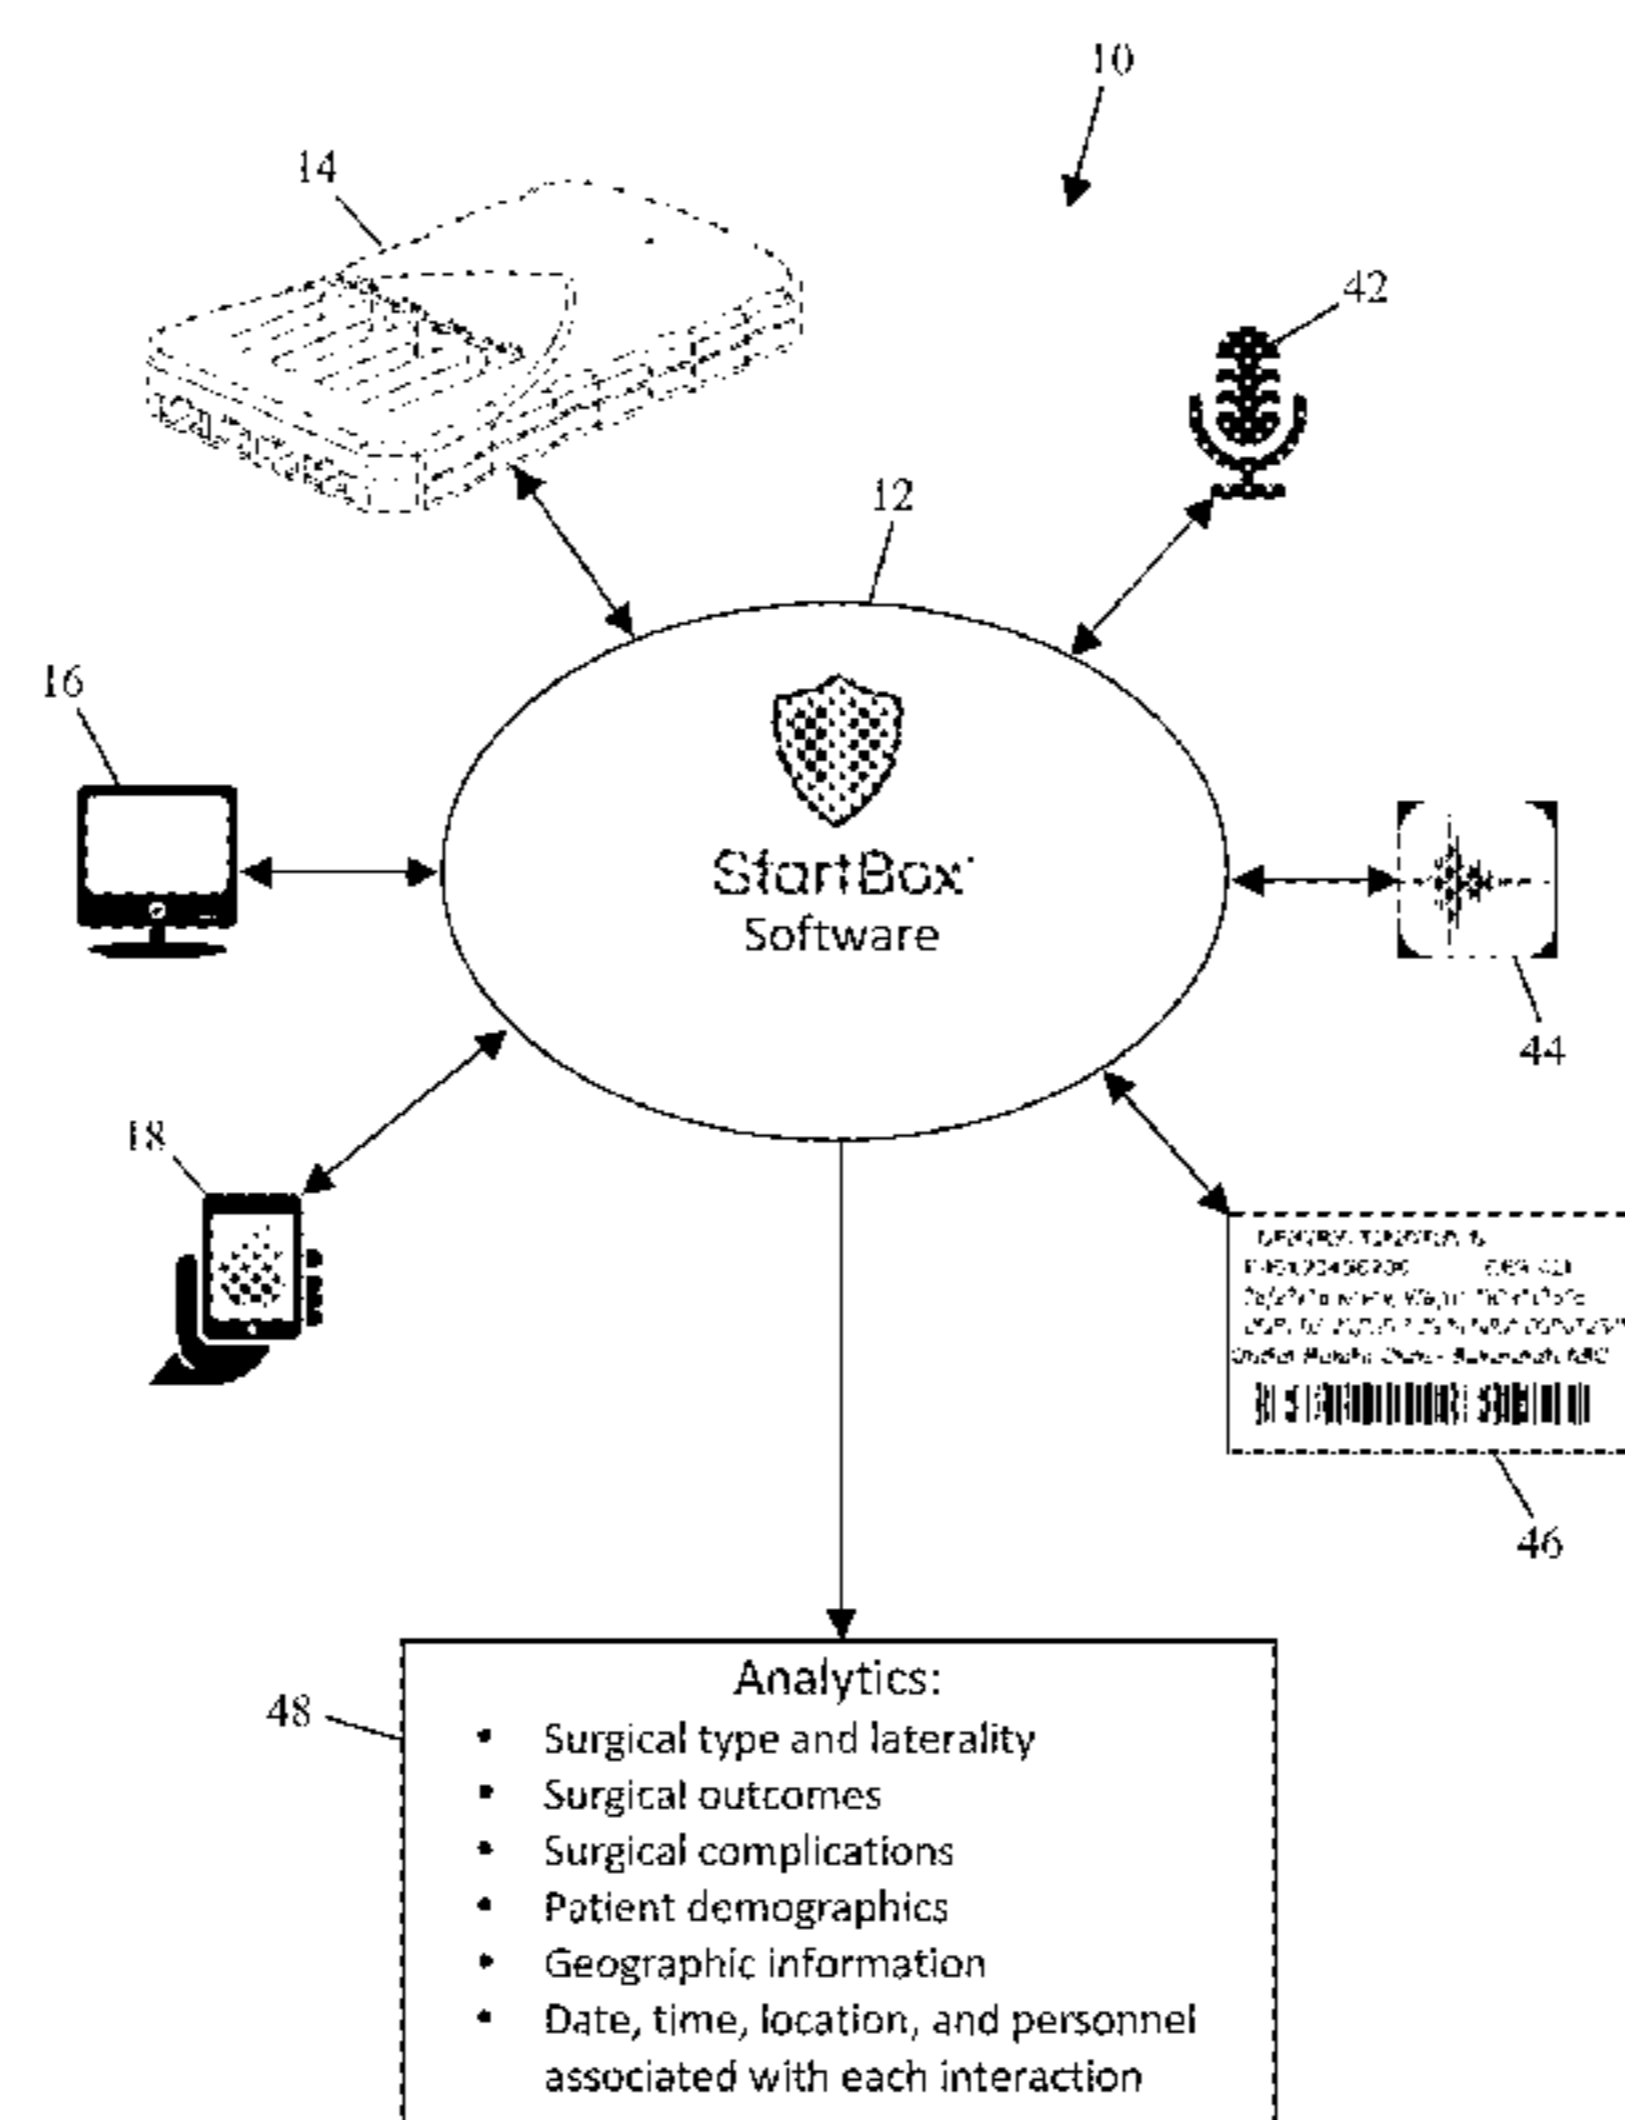 10
14
42
12
16
StartBox
Software
44
18
46
Analytics:
48
• Surgical type and laterality
• Surgical outcomes
• Surgical complications
• Patient demographics
• Geographic information
• Date, time, location, and personnel
associated with each interaction